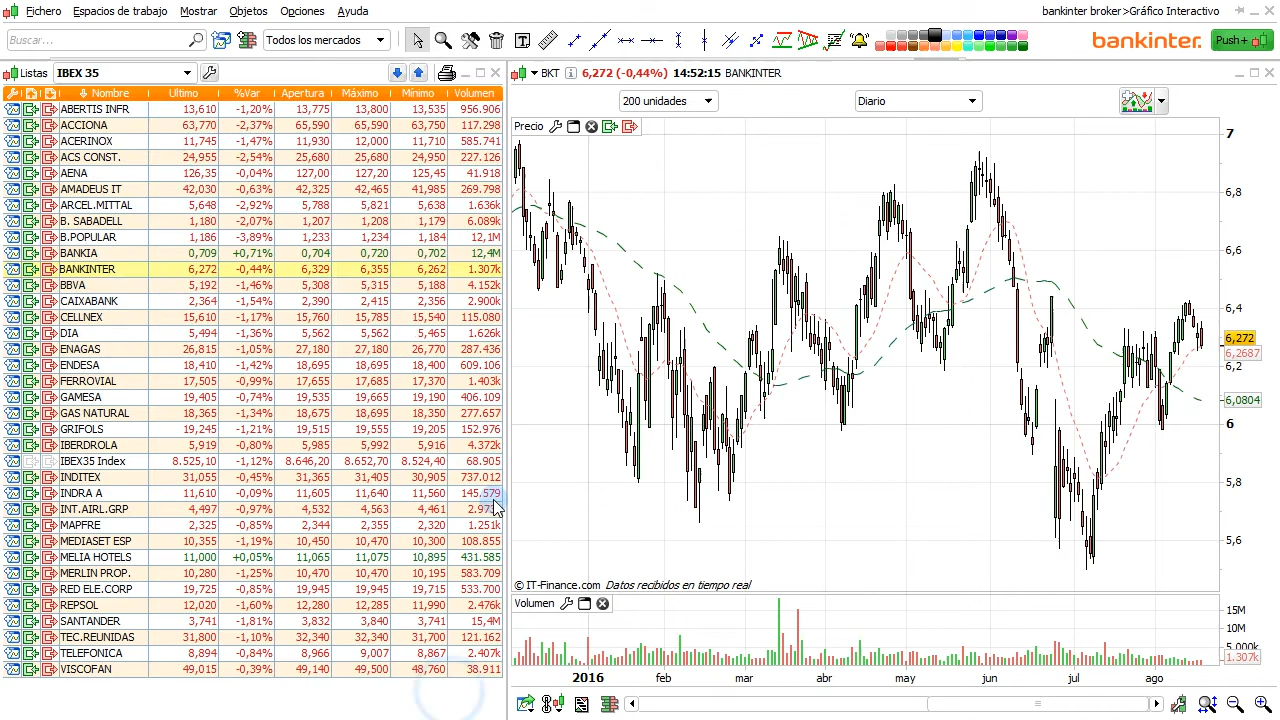 Fichero Espacios de trabajo Mostrar Objetos Opciones Ayuda bankinter broker>Gráfico Interactivo
Buscar... Todos los mercados bankinter. Push+
Listas IBEX 35 BKT 6,272 (-0,44%) 14:52:15 BANKINTER
200 unidades Diario
Nombre Último %Var Apertura Máximo Mínimo Volumen
ABERTIS INFR 13,610 -1,20% 13,775 13,800 13,535 956.906
ACCIONA 63,770 -2,37% 65,590 65,590 63,750 117.298
ACERINOX 11,745 -1,47% 11,930 12,000 11,710 585.741
ACS CONST. 24,955 -2,54% 25,680 25,680 24,950 227.126
AENA 126,35 -0,04% 127,00 127,20 125,45 41.918
AMADEUS IT 42,030 -0,63% 42,325 42,465 41,985 269.798
ARCEL.MITTAL 5,648 -2,92% 5,788 5,821 5,638 1.636k
B. SABADELL 1,180 -2,07% 1,207 1,208 1,179 6.089k
B.POPULAR 1,186 -3,89% 1,233 1,234 1,184 12,1M
BANKIA 0,709 +0,71% 0,704 0,720 0,702 12,4M
BANKINTER 6,272 -0,44% 6,329 6,355 6,262 1.307k
BBVA 5,192 -1,46% 5,308 5,315 5,188 4.152k
CAIXABANK 2,364 -1,54% 2,390 2,415 2,356 2.900k
CELLNEX 15,610 -1,17% 15,760 15,785 15,540 115.080
DIA 5,494 -1,36% 5,562 5,562 5,465 1.626k
ENAGAS 26,815 -1,05% 27,180 27,180 26,770 287.436
ENDESA 18,410 -1,42% 18,695 18,695 18,400 609.106
FERROVIAL 17,505 -0,99% 17,655 17,685 17,370 1.403k
GAMESA 19,405 -0,74% 19,535 19,665 19,190 406.109
GAS NATURAL 18,365 -1,34% 18,675 18,695 18,350 277.657
GRIFOLS 19,245 -1,21% 19,515 19,555 19,205 152.976
IBERDROLA 5,919 -0,80% 5,985 5,992 5,916 4.372k
IBEX35 Index 8.525,10 -1,12% 8.646,20 8.652,70 8.524,40 68.905
INDITEX 31,055 -0,45% 31,365 31,405 30,905 737.012
INDRA A 11,610 -0,09% 11,605 11,640 11,560 145.579
INT.AIRL.GRP 4,497 -0,97% 4,532 4,563 4,461
MAPFRE 2,325 -0,85% 2,344 2,355 2,320 1.251k
MEDIASET ESP 10,355 -1,19% 10,450 10,470 10,300 108.855
MELIA HOTELS 11,000 +0,05% 11,065 11,075 10,895 431.585
MERLIN PROP. 10,280 -1,25% 10,470 10,470 10,195 583.709
RED ELE.CORP 19,725 -0,85% 19,945 19,945 19,715 533.700
REPSOL 12,020 -1,60% 12,280 12,285 11,990 2.476k
SANTANDER 3,741 -1,81% 3,832 3,840 3,741 15,4M
TEC.REUNIDAS 31,800 -1,10% 32,340 32,340 31,700 121.162
TELEFONICA 8,894 -0,84% 8,966 9,007 8,867 2.407k
VISCOFAN 49,015 -0,39% 49,140 49,500 48,760 38.911
Precio
7
6,8
6,6
6,4
6,272
6,2687
6,2
6,0804
6
5,8
5,6
© IT-Finance.com Datos recibidos en tiempo real
Volumen
15M
10M
5.000k
1.307k
2016 feb mar abr may jun jul ago